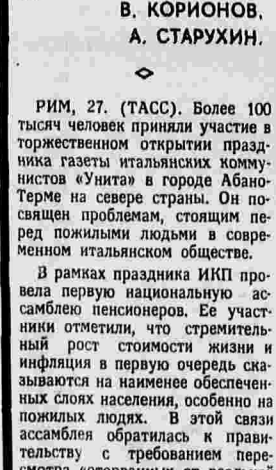 В. КОРИОНОВ,
А. СТАРУХИН.
РИМ, 27. (ТАСС). Более 100
тысяч человек приняли участие в
торжественном открытии празд-
ника газеты итальянских комму-
нистов «Унита» в городе Абано-
Терме на севере страны. Он по-
священ проблемам, стоящим пе-
ред пожилыми людьми в совре-
менном итальянском обществе.
В рамках праздника ИКП про-
вела первую национальную ас-
самблею пенсионеров. Ее участ-
ники отметили, что стремитель-
ный рост стоимости жизни и
инфляция в первую очередь ска-
зываются на наименее обеспечен-
ных слоях населения, особенно на
пожилых людях. В этой связи
ассамблея обратилась к прави-
тельству с требованием пере-